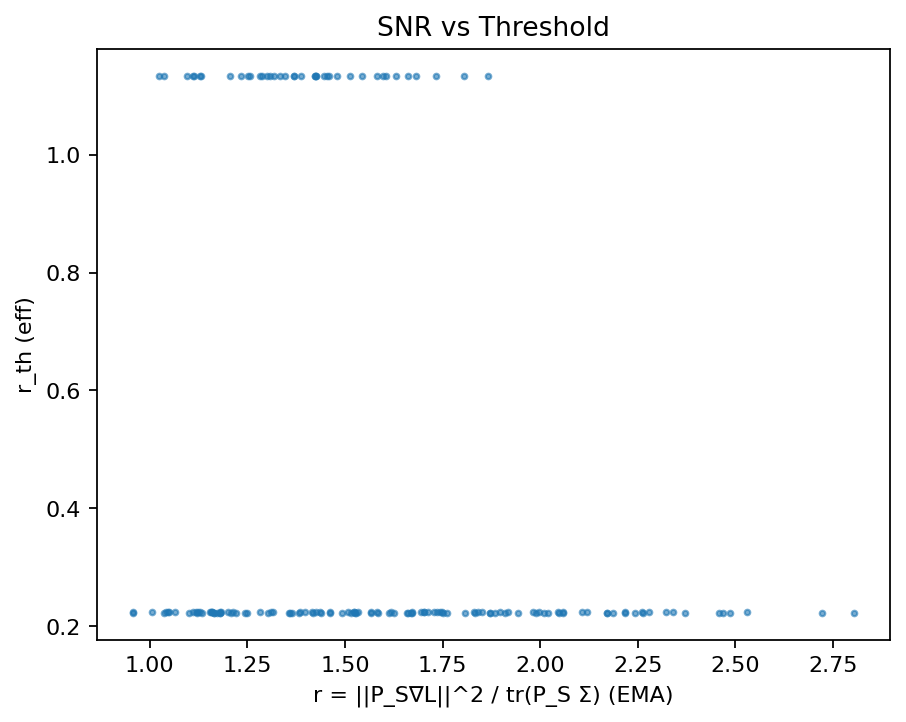 SNR vs Threshold
1.0
0.8
0.6
0.4
0.2
r_th (eff)
1.00 1.25 1.50 1.75 2.00 2.25 2.50 2.75
r = ||P_S∇L||^2 / tr(P_S Σ) (EMA)